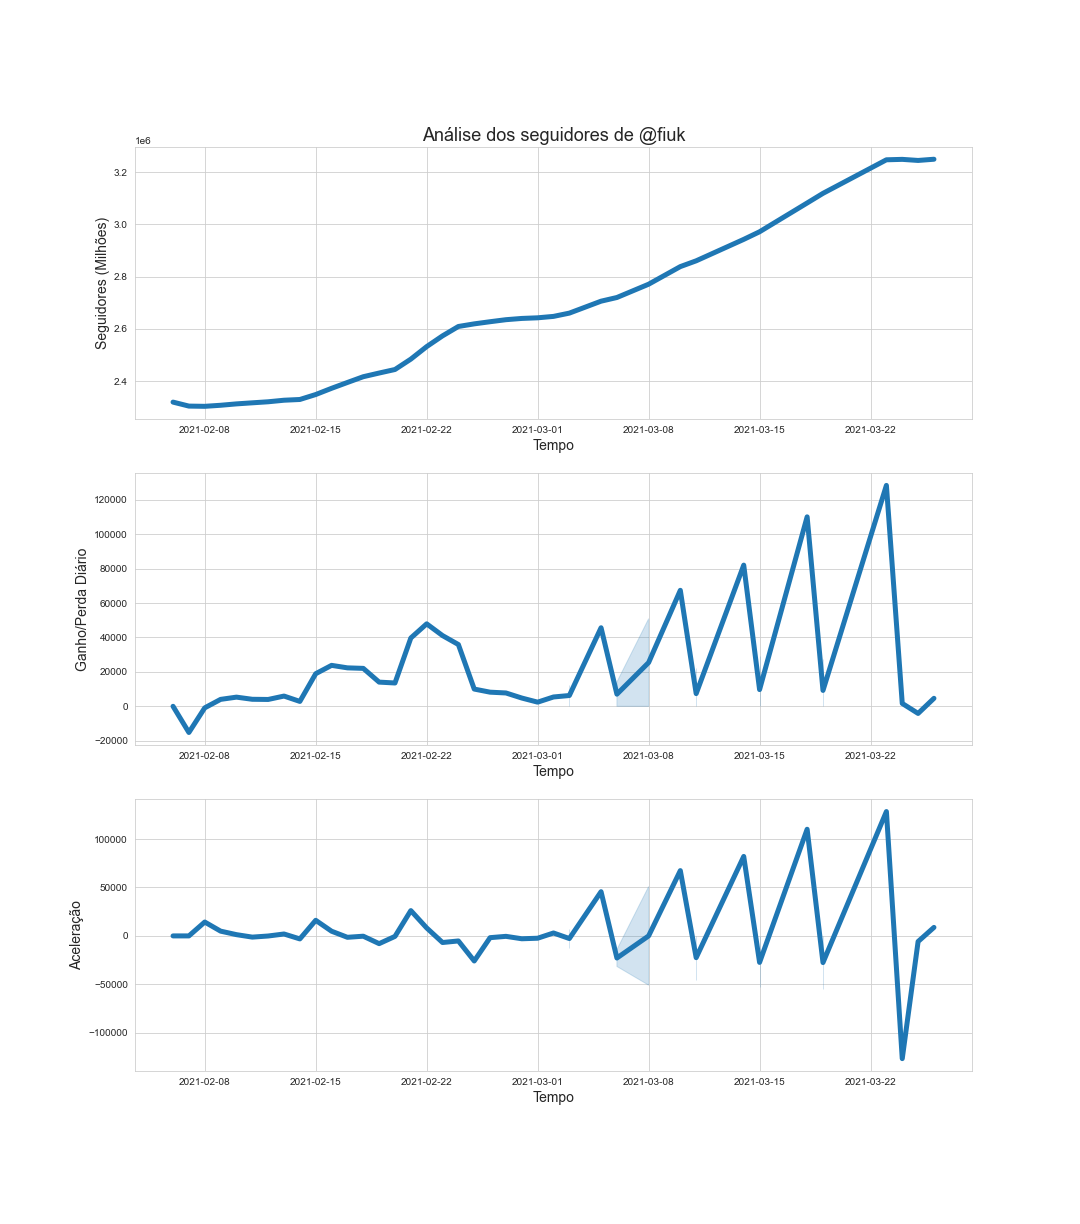 Análise dos seguidores de @fiuk
1e6
3.2
3.0
2.8
2.6
2.4
Seguidores (Milhões)
2021-02-08 2021-02-15 2021-02-22 2021-03-01 2021-03-08 2021-03-15 2021-03-22
Tempo
120000
100000
80000
60000
40000
20000
0
−20000
Ganho/Perda Diário
2021-02-08 2021-02-15 2021-02-22 2021-03-01 2021-03-08 2021-03-15 2021-03-22
Tempo
100000
50000
0
−50000
−100000
Aceleração
2021-02-08 2021-02-15 2021-02-22 2021-03-01 2021-03-08 2021-03-15 2021-03-22
Tempo